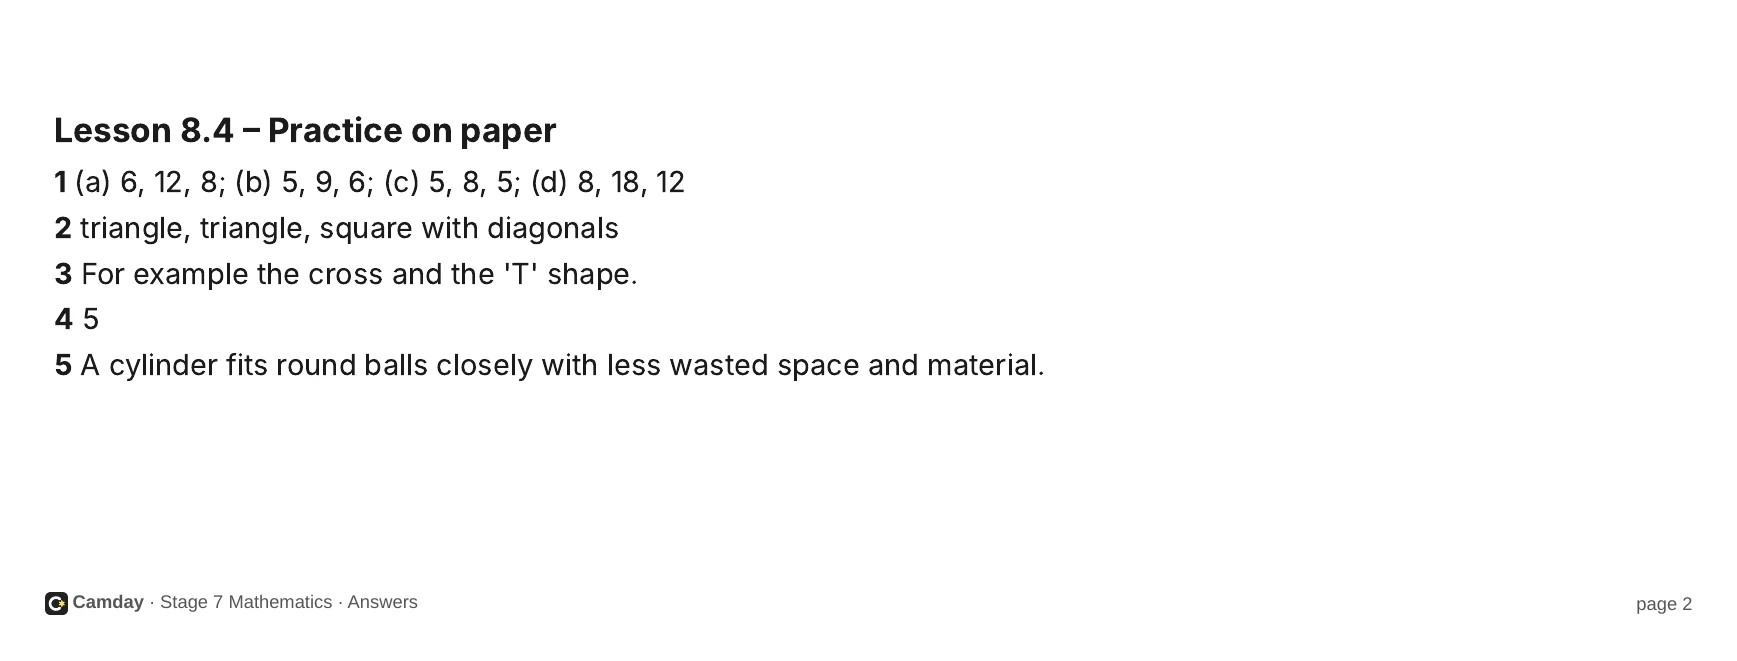 Lesson 8.4 – Practice on paper
1 (a) 6, 12, 8; (b) 5, 9, 6; (c) 5, 8, 5; (d) 8, 18, 12
2 triangle, triangle, square with diagonals
3 For example the cross and the 'T' shape.
4 5
5 A cylinder fits round balls closely with less wasted space and material.
Camday · Stage 7 Mathematics · Answers
page 2